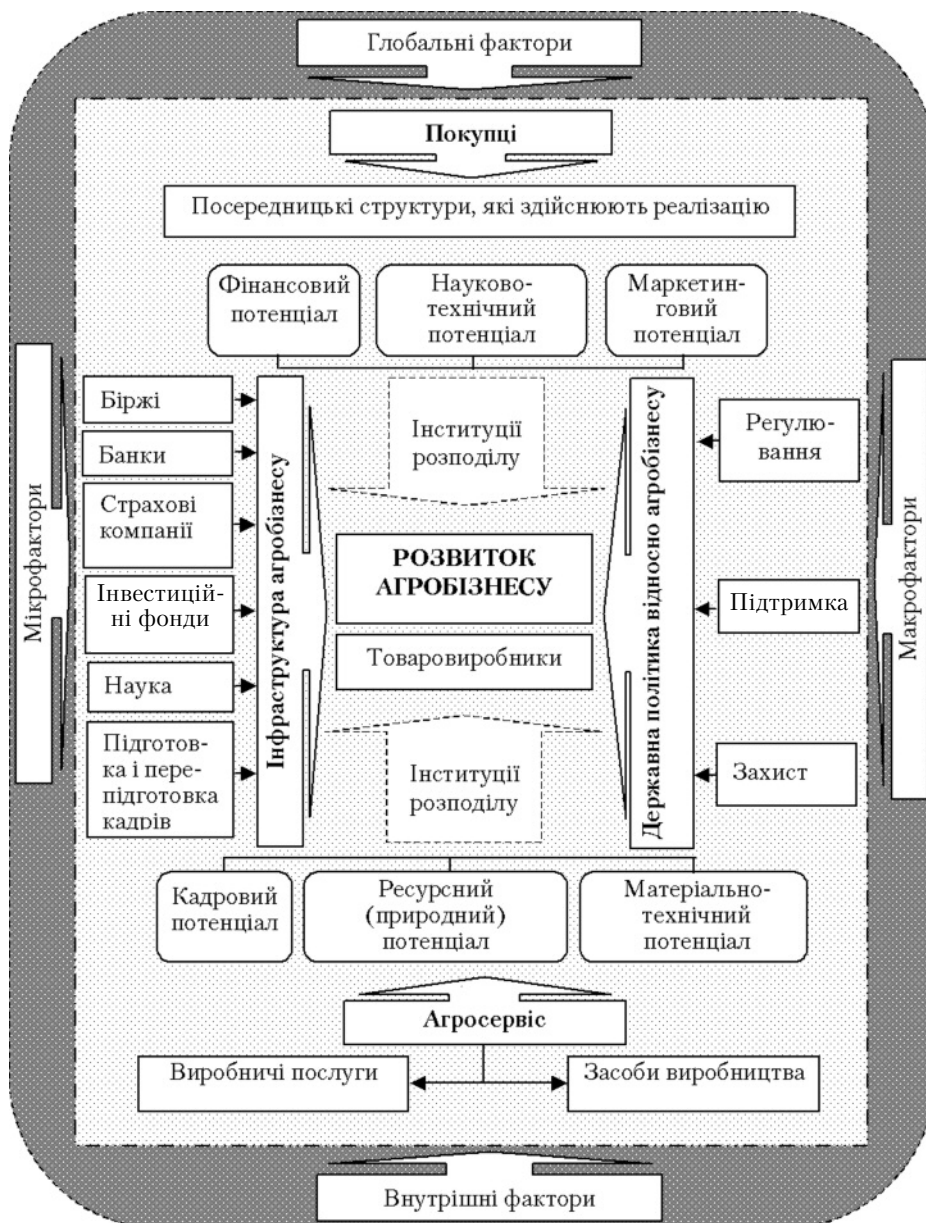 Глобальні фактори
Покупці
Посередницькі структури, які здійснюють реалізацію
Фінансовий
потенціал
Науково-
технічний
потенціал
Маркетин-
говий
потенціал
Мікрофактори
Біржі
Банки
Страхові
компанії
Інвестицій-
ні фонди
Наука
Підготов-
ка і пере-
підготовка
кадрів
Інфраструктура агробізнесу
Інституції
розподілу
РОЗВИТОК
АГРОБІЗНЕСУ
Товаровиробники
Інституції
розподілу
Державна політика відносно агробізнесу
Регулю-
вання
Підтримка
Захист
Макрофактори
Кадровий
потенціал
Ресурсний
(природний)
потенціал
Матеріально-
технічний
потенціал
Агросервіс
Виробничі послуги
Засоби виробництва
Внутрішні фактори